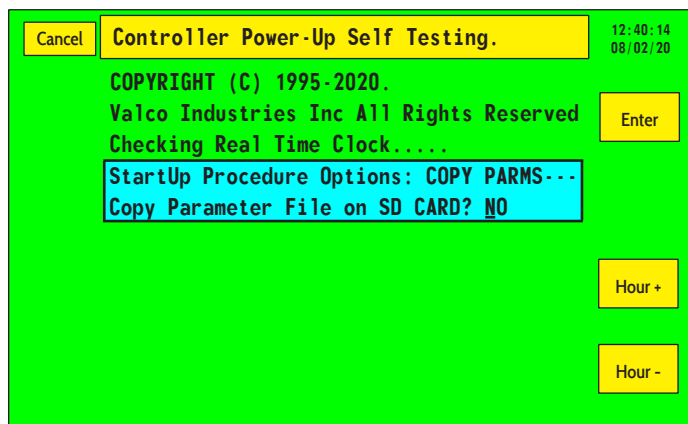 Cancel
Controller Power-Up Self Testing.
12:40:14
08/02/20
COPYRIGHT (C) 1995-2020.
Valco Industries Inc All Rights Reserved
Enter
Checking Real Time Clock.....
StartUp Procedure Options: COPY PARMS---
Copy Parameter File on SD CARD? NO
Hour +
Hour -